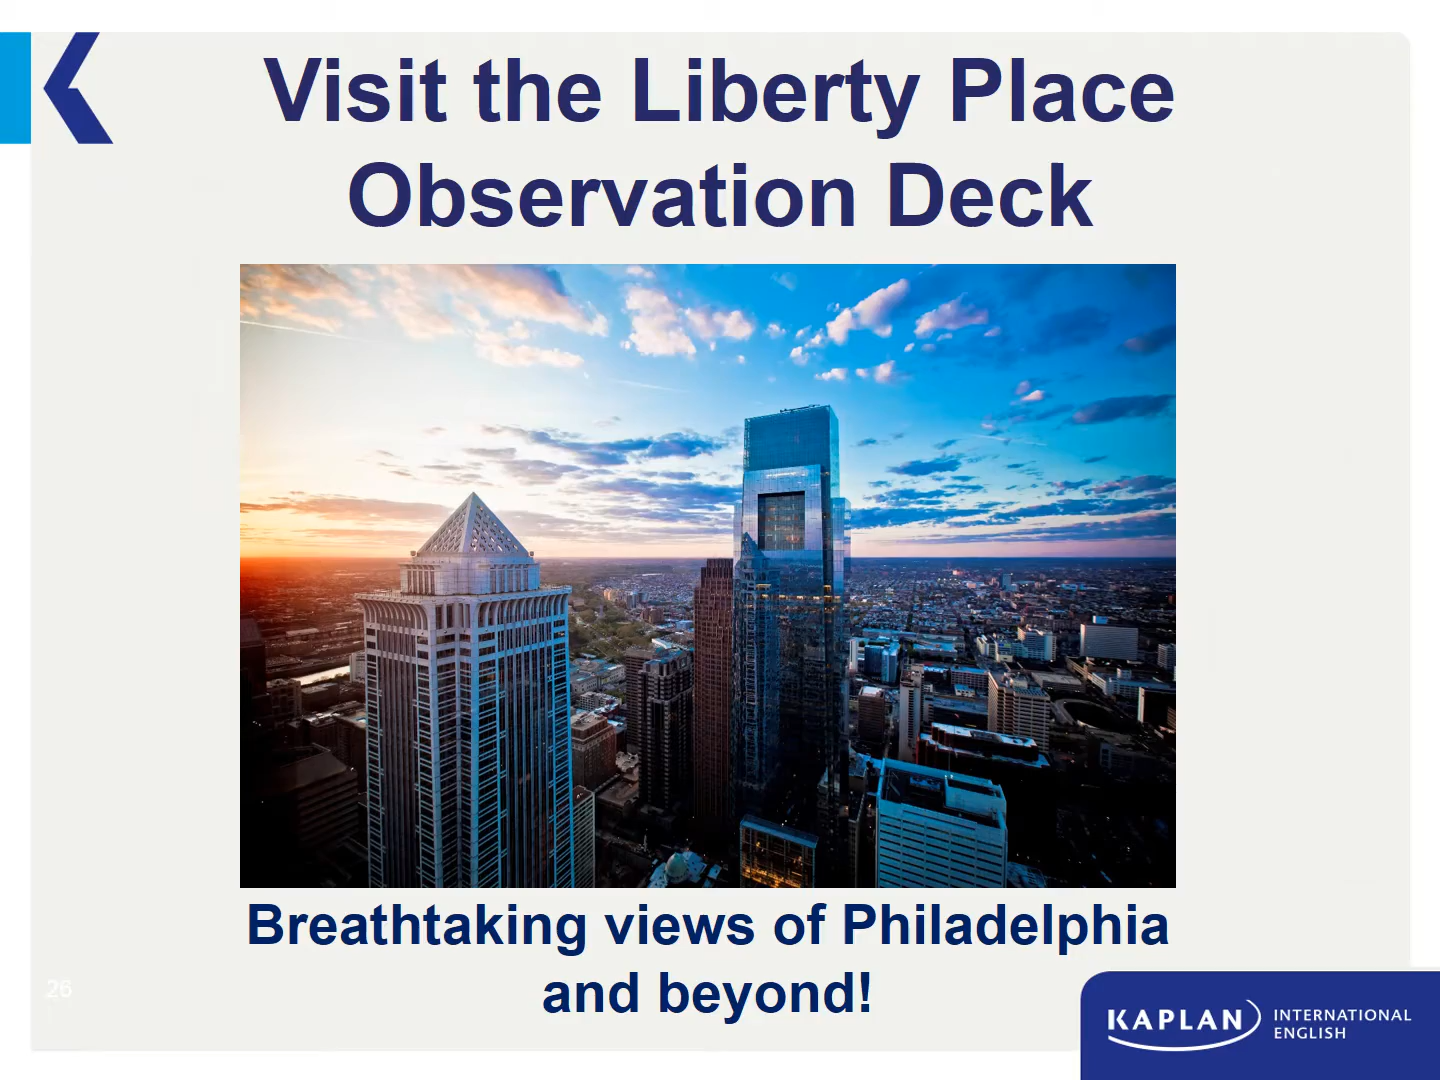 Visit the Liberty Place
Observation Deck
Breathtaking views of Philadelphia
and beyond!
26
KAPLAN
INTERNATIONAL
ENGLISH